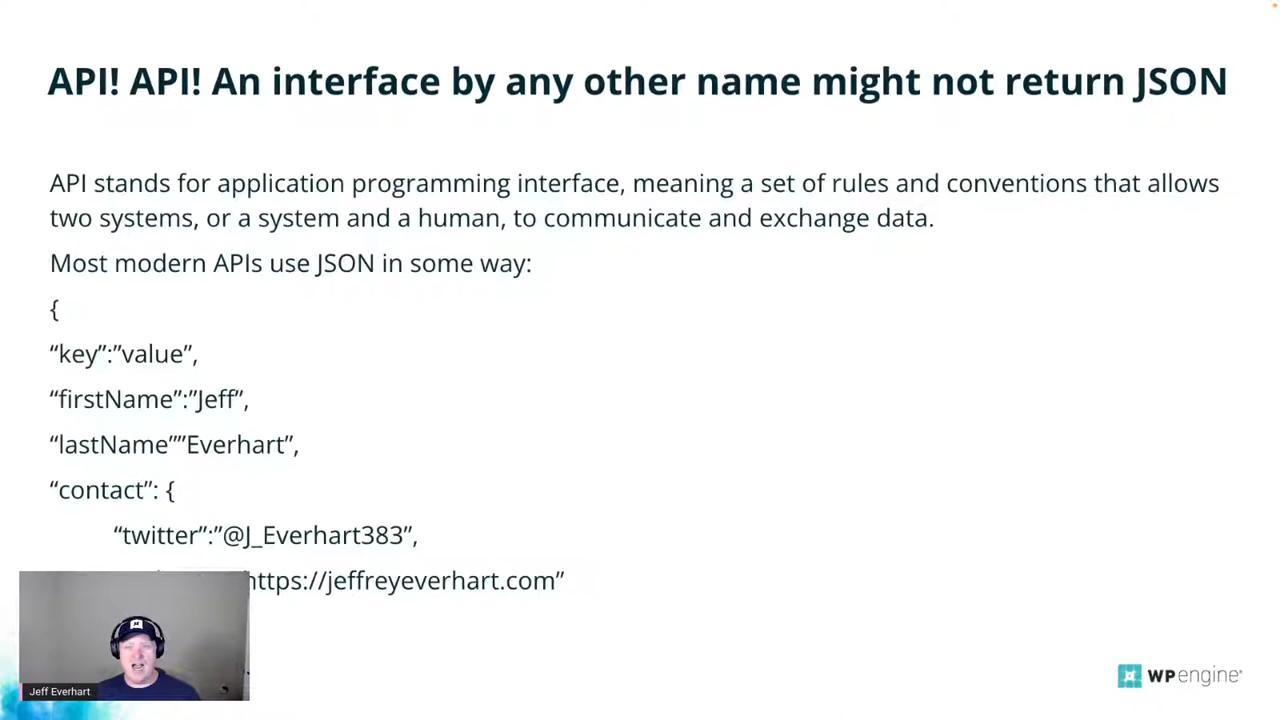 API! API! An interface by any other name might not return JSON
API stands for application programming interface, meaning a set of rules and conventions that allows
two systems, or a system and a human, to communicate and exchange data.
Most modern APIs use JSON in some way:
{
“key”:”value”,
“firstName”:”Jeff”,
“lastName””Everhart”,
“contact”: {
“twitter”:”@J_Everhart383”,
https://jeffreyeverhart.com”
Jeff Everhart
WP engine